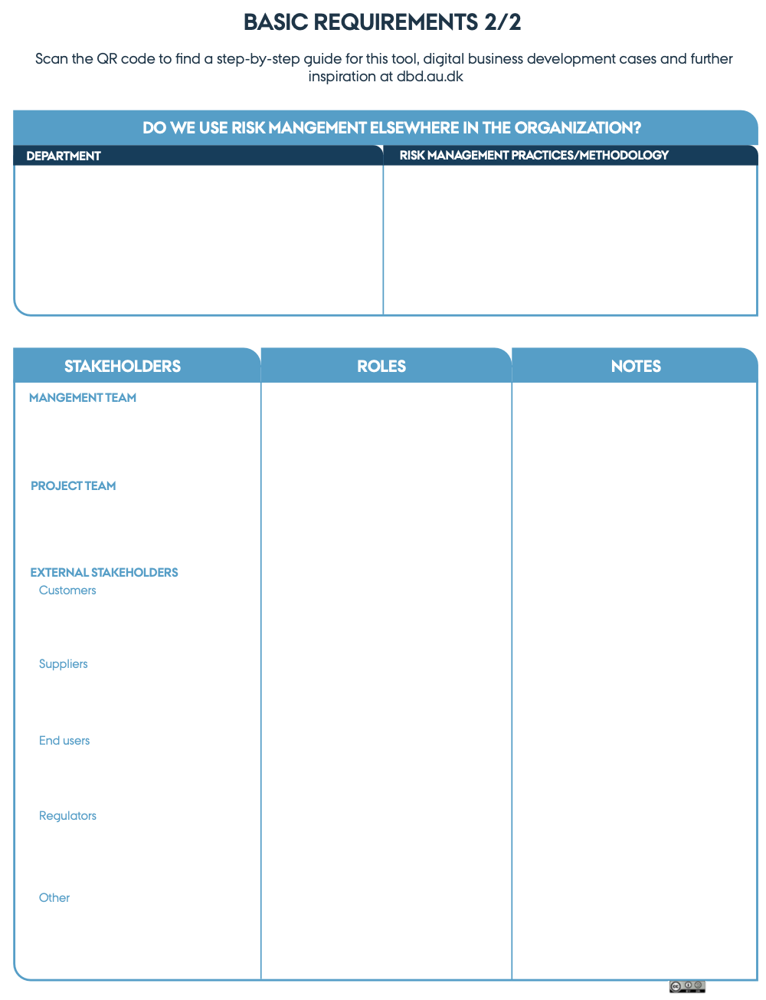 BASIC REQUIREMENTS 2/2
Scan the QR code to find a step-by-step guide for this tool, digital business development cases and further
inspiration at dbd.au.dk
DO WE USE RISK MANGEMENT ELSEWHERE IN THE ORGANIZATION?
DEPARTMENT
RISK MANAGEMENT PRACTICES/METHODOLOGY
STAKEHOLDERS
ROLES
NOTES
MANGEMENT TEAM
PROJECT TEAM
EXTERNAL STAKEHOLDERS
Customers
Suppliers
End users
Regulators
Other